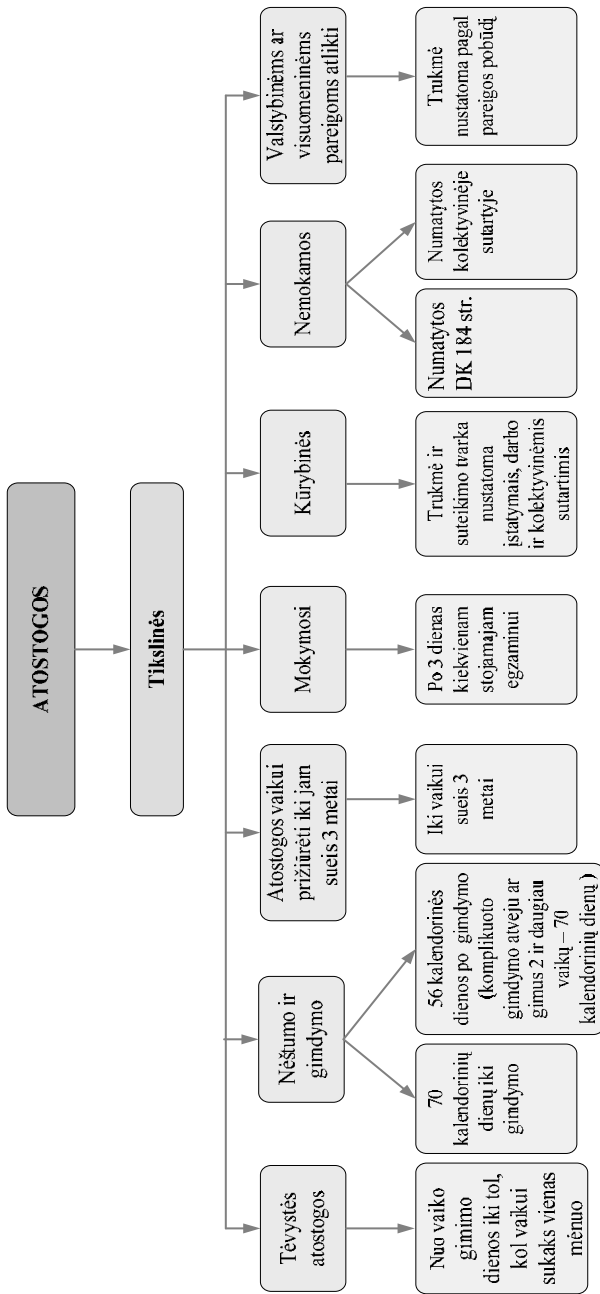 ATOSTOGOS
Tikslinės
Tėvystės
atostogos
Nėštumo ir
gimdymo
Atostogos vaikui
prižiūrėti iki jam
sueis 3 metai
Mokymosi
Kūrybinės
Nemokamos
Valstybinėms ar
visuomeninėms
pareigoms atlikti
Nuo vaiko
gimimo
dienos iki tol,
kol vaikui
sukaks vienas
mėnuo
70
kalendorinių
dienų iki
gimdymo
56 kalendorinės
dienos po gimdymo
(komplikuoto
gimdymo atveju ar
gimus 2 ir daugiau
vaikų – 70
kalendorinių dienų)
Iki vaikui
sueis 3
metai
Po 3 dienas
kiekvienam
stojamajam
egzaminui
Trukmė ir
suteikimo tvarka
nustatoma
įstatymais, darbo
ir kolektyvinėmis
sutartimis
Numatytos
DK 184 str.
Numatytos
kolektyvinėje
sutartyje
Trukmė
nustatoma pagal
pareigos pobūdį